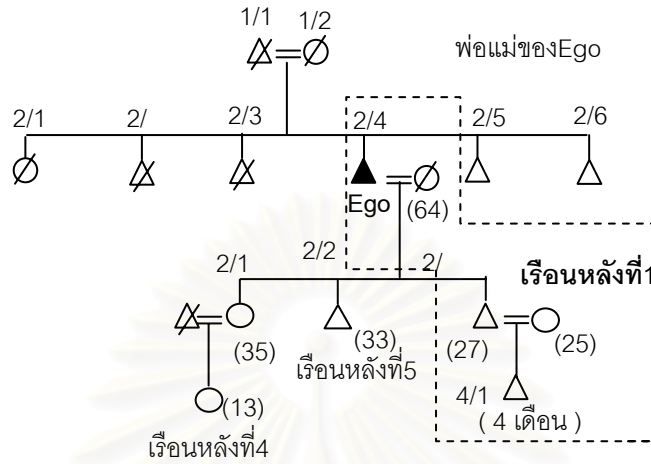 1/1 1/2
พ่อแม่ของEgo
2/1 2/ 2/3 2/4 2/5 2/6
Ego (64)
2/1 2/2 2/
เรือนหลังที่1
(35) (33) (27) (25)
เรือนหลังที่5
(13) 4/1 ( 4 เดือน )
เรือนหลังที่4